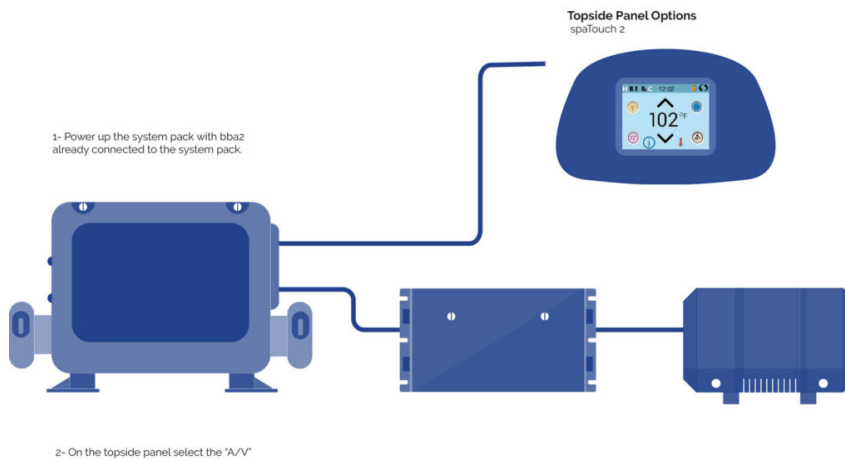 Topside Panel Options
spaTouch 2
12:02
102°F
1- Power up the system pack with bba2
already connected to the system pack.
2- On the topside panel select the "A/V"